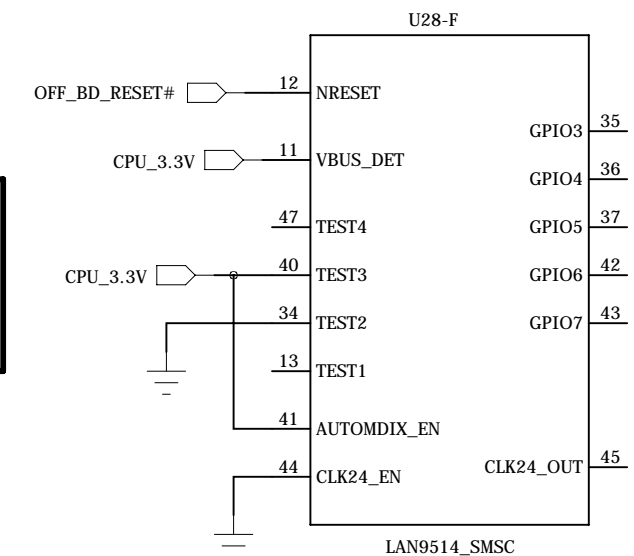 U28-F
OFF_BD_RESET# 12 NRESET
GPIO3 35
CPU_3.3V 11 VBUS_DET
GPIO4 36
47 TEST4
GPIO5 37
CPU_3.3V 40 TEST3
GPIO6 42
34 TEST2
GPIO7 43
13 TEST1
41 AUTOMDIX_EN
44 CLK24_EN
CLK24_OUT 45
LAN9514_SMSC